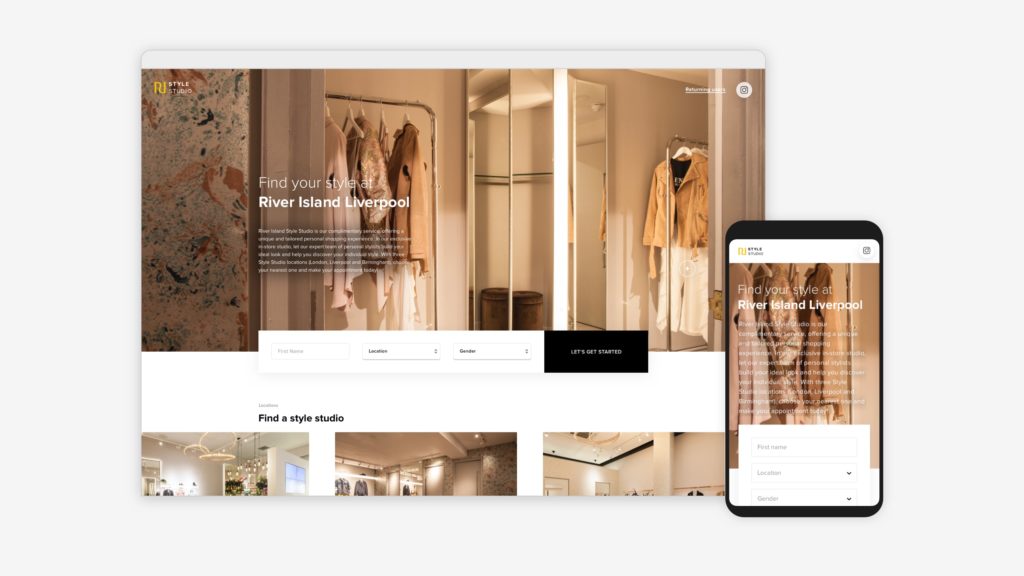 STYLE
STUDIO
Returning users
Find your style at
River Island Liverpool
River Island Style Studio is our complimentary service, offering a
unique and tailored personal shopping experience. In our exclusive
in-store studio, let our expert team of personal stylists build your
ideal look and help you discover your individual style. With three
Style Studio locations (London, Liverpool and Birmingham), choose
your nearest one and make your appointment today.
First Name
Location
Gender
LET'S GET STARTED
Locations
Find a style studio
STYLE
STUDIO
Find your style at
River Island Liverpool
River Island Style Studio is our
complimentary service, offering a unique
and tailored personal shopping
experience. In our exclusive in-store studio,
let our expert team of personal stylists
build your ideal look and help you discover
your individual style. With three Style
Studio locations (London, Liverpool and
Birmingham), choose your nearest one and
make your appointment today.
First name
Location
Gender